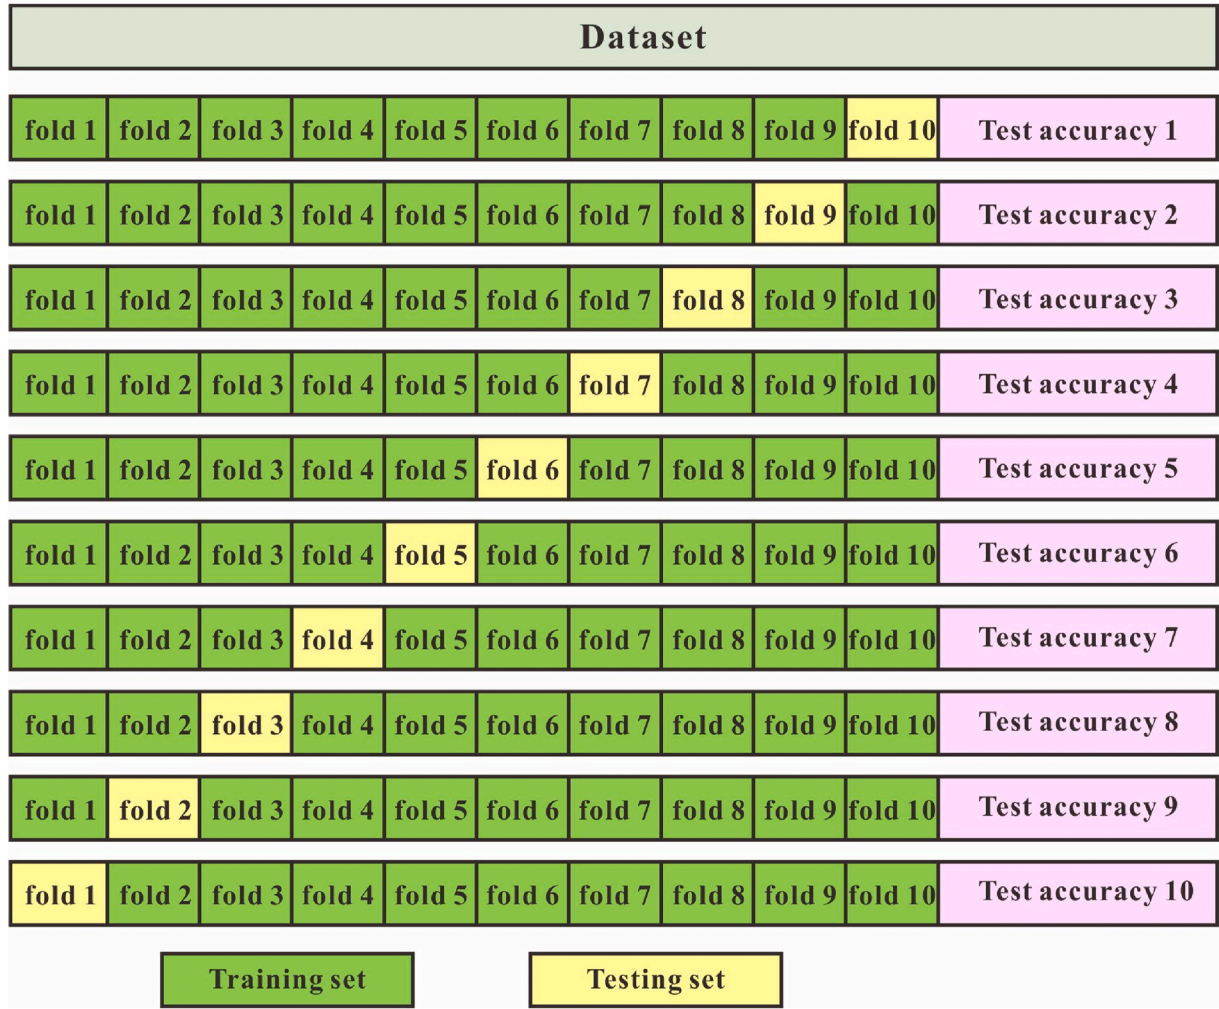 Dataset
fold 1 fold 2 fold 3 fold 4 fold 5 fold 6 fold 7 fold 8 fold 9 fold 10 Test accuracy 1
fold 1 fold 2 fold 3 fold 4 fold 5 fold 6 fold 7 fold 8 fold 9 fold 10 Test accuracy 2
fold 1 fold 2 fold 3 fold 4 fold 5 fold 6 fold 7 fold 8 fold 9 fold 10 Test accuracy 3
fold 1 fold 2 fold 3 fold 4 fold 5 fold 6 fold 7 fold 8 fold 9 fold 10 Test accuracy 4
fold 1 fold 2 fold 3 fold 4 fold 5 fold 6 fold 7 fold 8 fold 9 fold 10 Test accuracy 5
fold 1 fold 2 fold 3 fold 4 fold 5 fold 6 fold 7 fold 8 fold 9 fold 10 Test accuracy 6
fold 1 fold 2 fold 3 fold 4 fold 5 fold 6 fold 7 fold 8 fold 9 fold 10 Test accuracy 7
fold 1 fold 2 fold 3 fold 4 fold 5 fold 6 fold 7 fold 8 fold 9 fold 10 Test accuracy 8
fold 1 fold 2 fold 3 fold 4 fold 5 fold 6 fold 7 fold 8 fold 9 fold 10 Test accuracy 9
fold 1 fold 2 fold 3 fold 4 fold 5 fold 6 fold 7 fold 8 fold 9 fold 10 Test accuracy 10
Training set Testing set